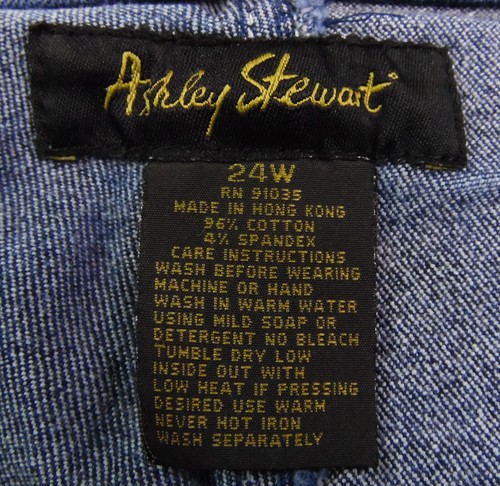 Ashley Stewart
24W
RN 91035
MADE IN HONG KONG
96% COTTON
4% SPANDEX
CARE INSTRUCTIONS
WASH BEFORE WEARING
MACHINE OR HAND
WASH IN WARM WATER
USING MILD SOAP OR
DETERGENT NO BLEACH
TUMBLE DRY LOW
INSIDE OUT WITH
LOW HEAT IF PRESSING
DESIRED USE WARM
NEVER HOT IRON
WASH SEPARATELY